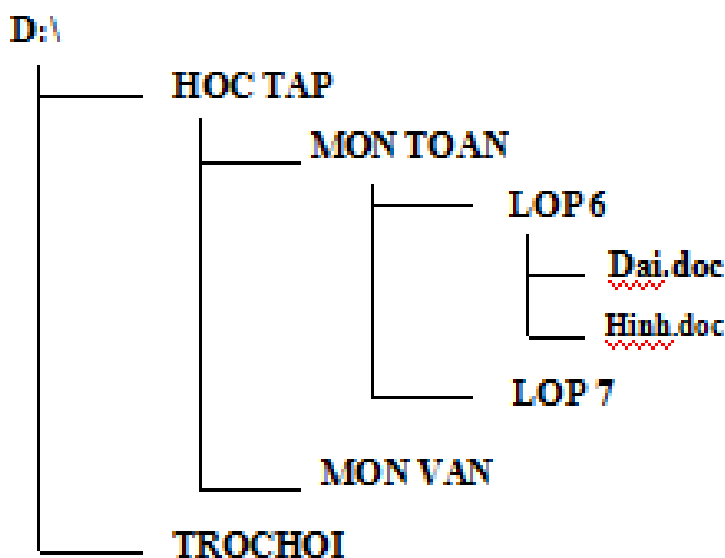 D:\
HOC TAP
MON TOAN
LOP 6
Dai.doc
Hinh.doc
LOP 7
MON VAN
TROCHOI